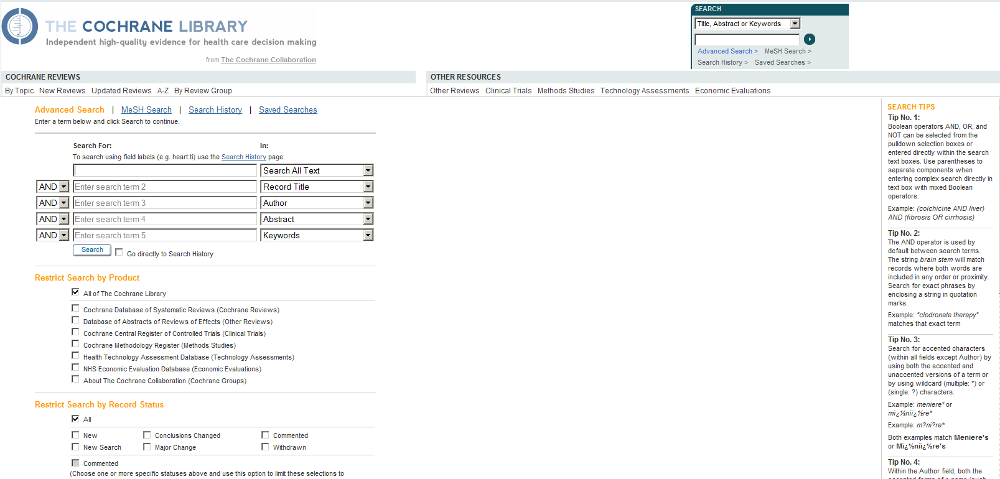 THE COCHRANE LIBRARY
Independent high-quality evidence for health care decision making
from The Cochrane Collaboration
SEARCH
Title, Abstract or Keywords
Advanced Search > MeSH Search >
Search History > Saved Searches >
COCHRANE REVIEWS
By Topic New Reviews Updated Reviews A-Z By Review Group
OTHER RESOURCES
Other Reviews Clinical Trials Methods Studies Technology Assessments Economic Evaluations
Advanced Search | MeSH Search | Search History | Saved Searches
Enter a term below and click Search to continue.
Search For: In:
To search using field labels (e.g. heart:ti) use the Search History page.
Search All Text
AND Enter search term 2 Record Title
AND Enter search term 3 Author
AND Enter search term 4 Abstract
AND Enter search term 5 Keywords
Search Go directly to Search History
Restrict Search by Product
All of The Cochrane Library
Cochrane Database of Systematic Reviews (Cochrane Reviews)
Database of Abstracts of Reviews of Effects (Other Reviews)
Cochrane Central Register of Controlled Trials (Clinical Trials)
Cochrane Methodology Register (Methods Studies)
Health Technology Assessment Database (Technology Assessments)
NHS Economic Evaluation Database (Economic Evaluations)
About The Cochrane Collaboration (Cochrane Groups)
Restrict Search by Record Status
All
New Conclusions Changed Commented
New Search Major Change Withdrawn
Commented
(Choose one or more specific statuses above and use this option to limit these selections to
SEARCH TIPS
Tip No. 1:
Boolean operators AND, OR, and
NOT can be selected from the
pulldown selection boxes or
entered directly within the search
text boxes. Use parentheses to
separate components when
entering complex search directly in
text box with mixed Boolean
operators.
Example: (colchicine AND liver)
AND (fibrosis OR cirrhosis)
Tip No. 2:
The AND operator is used by
default between search terms.
The string brain stem will match
records where both words are
included in any order or proximity.
Search for exact phrases by
enclosing a string in quotation
marks.
Example: "clodronate therapy"
matches that exact term
Tip No. 3:
Search for accented characters
(within all fields except Author) by
using both the accented and
unaccented versions of a term or
by using wildcard (multiple: *) or
(single: ?) characters.
Example: meniere* or
mï¿½niï¿½re*
Example: m?ni?re*
Both examples match Meniere's
or Mï¿½niï¿½re's
Tip No. 4:
Within the Author field, both the
accented forms of a name (such